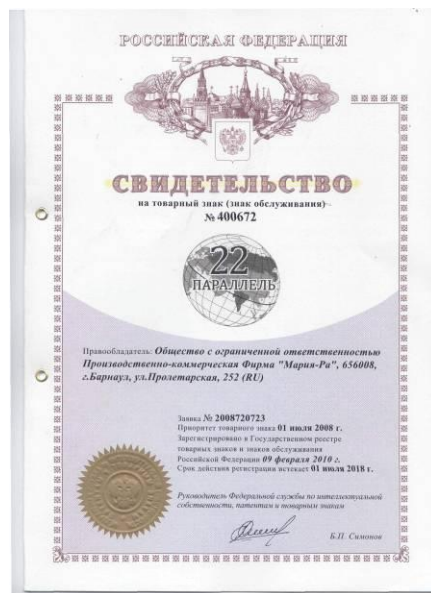 РОССИЙСКАЯ ФЕДЕРАЦИЯ
СВИДЕТЕЛЬСТВО
на товарный знак (знак обслуживания)
№ 400672
22
ПАРАЛЛЕЛЬ
Правообладатель: Общество с ограниченной ответственностью
Производственно-коммерческая Фирма "Мария-Ра", 656008,
г.Барнаул, ул.Пролетарская, 252 (RU)
Заявка № 2008720723
Приоритет товарного знака 01 июля 2008 г.
Зарегистрировано в Государственном реестре
товарных знаков и знаков обслуживания
Российской Федерации 09 февраля 2010 г.
Срок действия регистрации истекает 01 июля 2018 г.
Руководитель Федеральной службы по интеллектуальной
собственности, патентам и товарным знакам
Б.П. Симонов